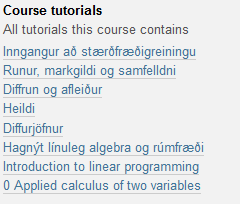 Course tutorials
All tutorials this course contains
Inngangur að stærðfræðigreiningu
Runur, markgildi og samfelldni
Diffrun og afleiður
Heildi
Diffurjöfnur
Hagnýt línuleg algebra og rúmfræði
Introduction to linear programming
0 Applied calculus of two variables